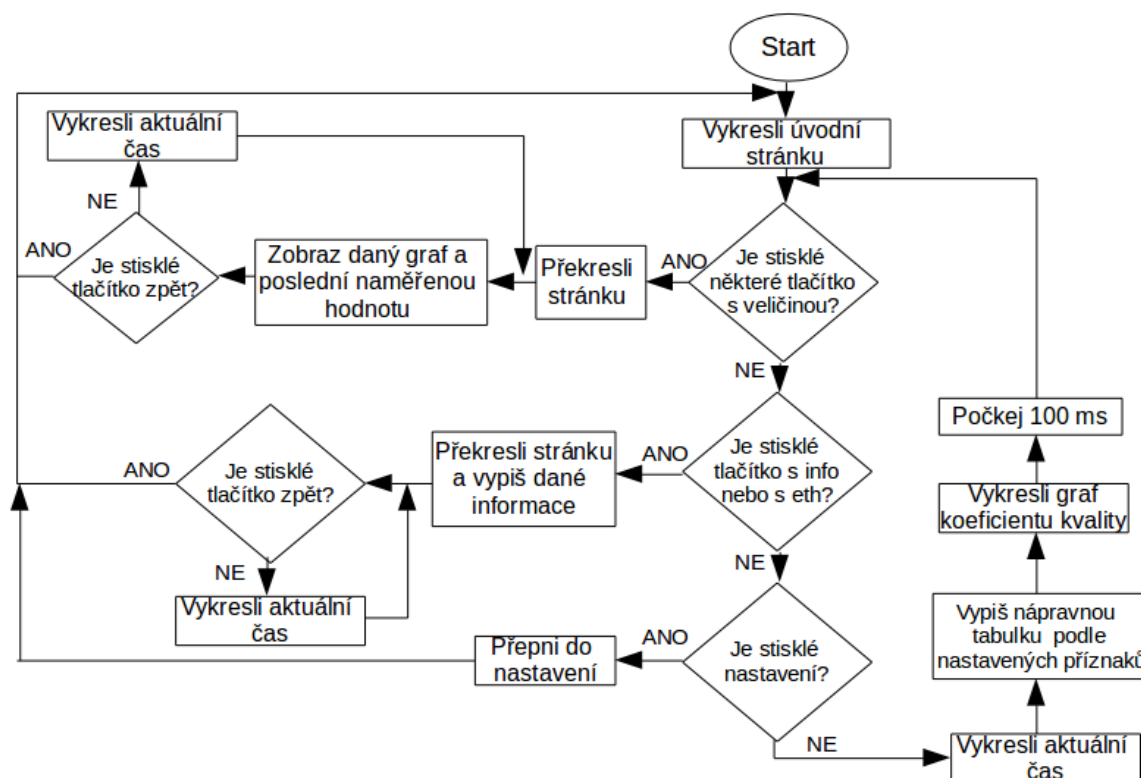 Start
Vykresli úvodní
stránku
Vykresli aktuální
čas
NE
ANO
Je stisklé
tlačítko zpět?
Zobraz daný graf a
poslední naměřenou
hodnotu
Překresli
stránku
ANO
Je stisklé
některé tlačítko
s veličinou?
NE
Počkej 100 ms
Je stisklé
tlačítko s info
nebo s eth?
ANO
Překresli stránku
a vypiš dané
informace
Je stisklé
tlačítko zpět?
ANO
NE
Vykresli aktuální
čas
Vykresli graf
koeficientu kvality
NE
Vypiš nápravnou
tabulku podle
nastavených příznaků
Je stisklé
nastavení?
ANO
Přepni do
nastavení
NE
Vykresli aktuální
čas